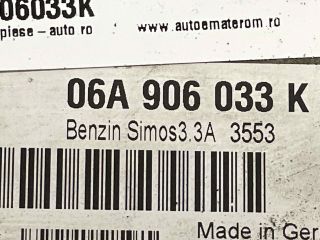 06033K
piese – auto ro
www.autoematerom.ro
06A 906 033 K
Benzin Simos3.3A 3553
Made in Ger